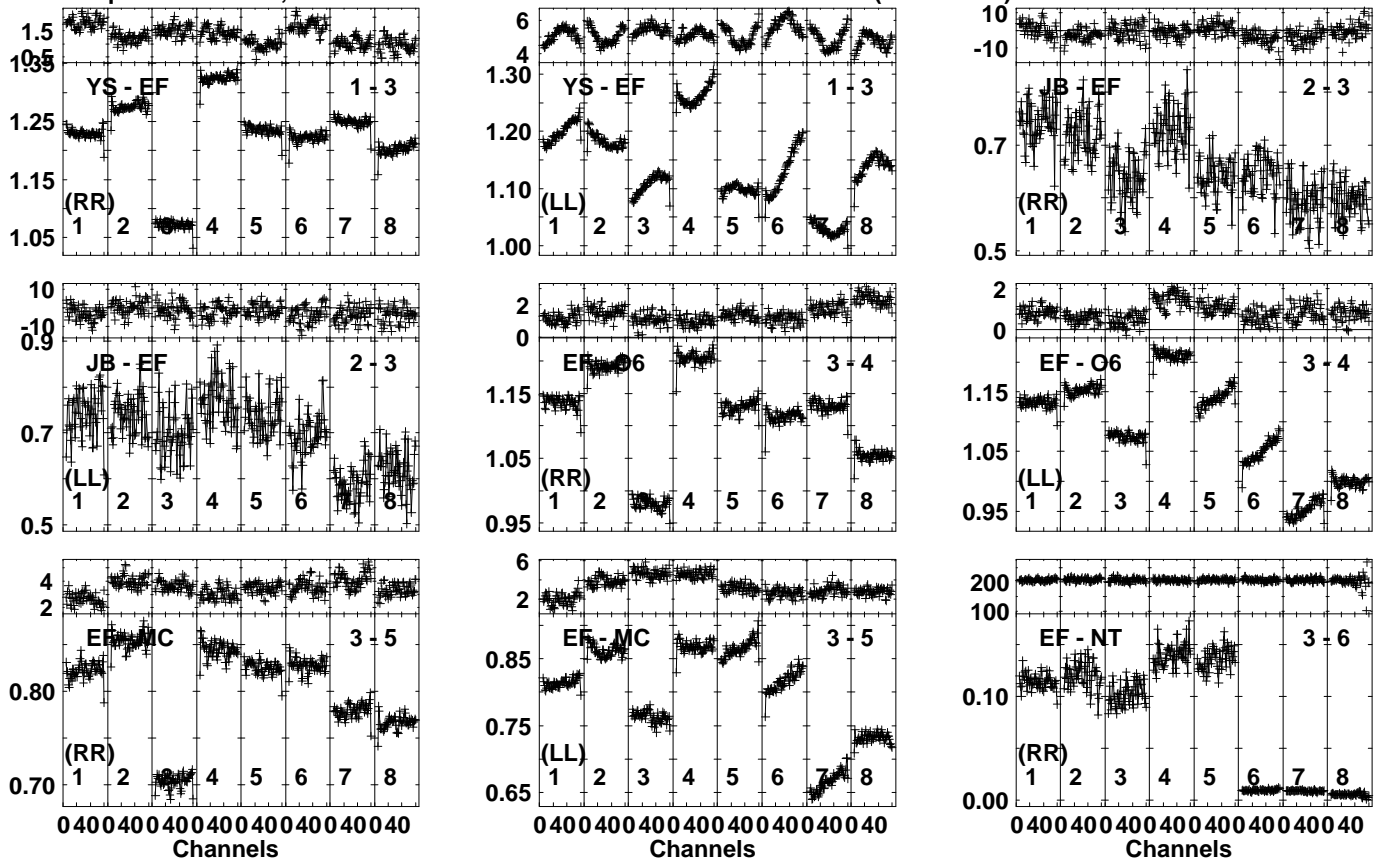 1.5
0.5
YS - EF 1 - 3
1.35
1.25
1.15
1.05
(RR)
1 2 3 4 5 6 7 8
6
4
YS - EF 1 - 3
1.30
1.20
1.10
1.00
(LL)
1 2 3 4 5 6 7 8
10
-10
JB - EF 2 - 3
0.7
0.5
(RR)
1 2 3 4 5 6 7 8
10
-10
JB - EF 2 - 3
0.9
0.7
0.5
(LL)
1 2 3 4 5 6 7 8
2
0
EF - O6 3 - 4
1.15
1.05
0.95
(RR)
1 2 3 4 5 6 7 8
2
0
EF - O6 3 - 4
1.15
1.05
0.95
(LL)
1 2 3 4 5 6 7 8
4
2
EF - MC 3 - 5
0.80
0.70
(RR)
1 2 3 4 5 6 7 8
0 40 0 40 0 40 0 40 0 40 0 40 0 40 0 40
Channels
6
4
2
EF - MC 3 - 5
0.85
0.75
0.65
(LL)
1 2 3 4 5 6 7 8
0 40 0 40 0 40 0 40 0 40 0 40 0 40 0 40
Channels
200
100
EF - NT 3 - 6
0.10
0.00
(RR)
1 2 3 4 5 6 7 8
0 40 0 40 0 40 0 40 0 40 0 40 0 40 0 40
Channels